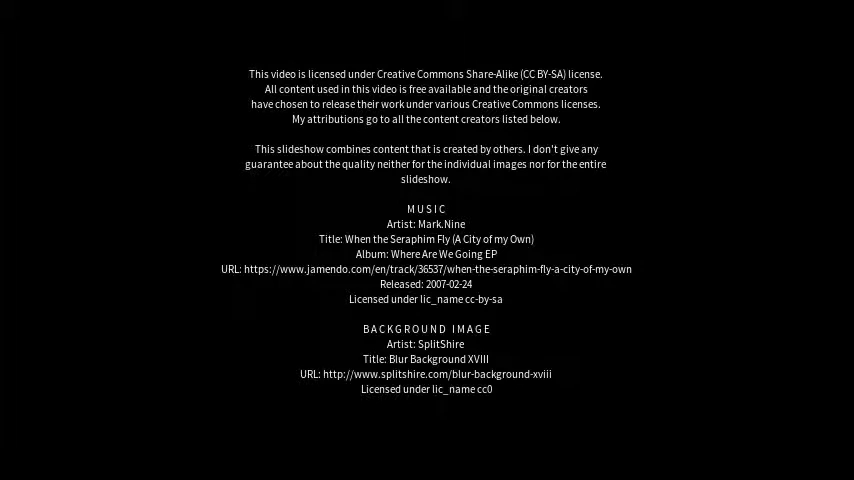 This video is licensed under Creative Commons Share-Alike (CC BY-SA) license.
All content used in this video is free available and the original creators
have chosen to release their work under various Creative Commons licenses.
My attributions go to all the content creators listed below.
This slideshow combines content that is created by others. I don't give any
guarantee about the quality neither for the individual images nor for the entire
slideshow.
MUSIC
Artist: Mark.Nine
Title: When the Seraphim Fly (A City of my Own)
Album: Where Are We Going EP
URL: https://www.jamendo.com/en/track/36537/when-the-seraphim-fly-a-city-of-my-own
Released: 2007-02-24
Licensed under lic_name cc-by-sa
BACKGROUND IMAGE
Artist: SplitShire
Title: Blur Background XVIII
URL: http://www.splitshire.com/blur-background-xviii
Licensed under lic_name cc0